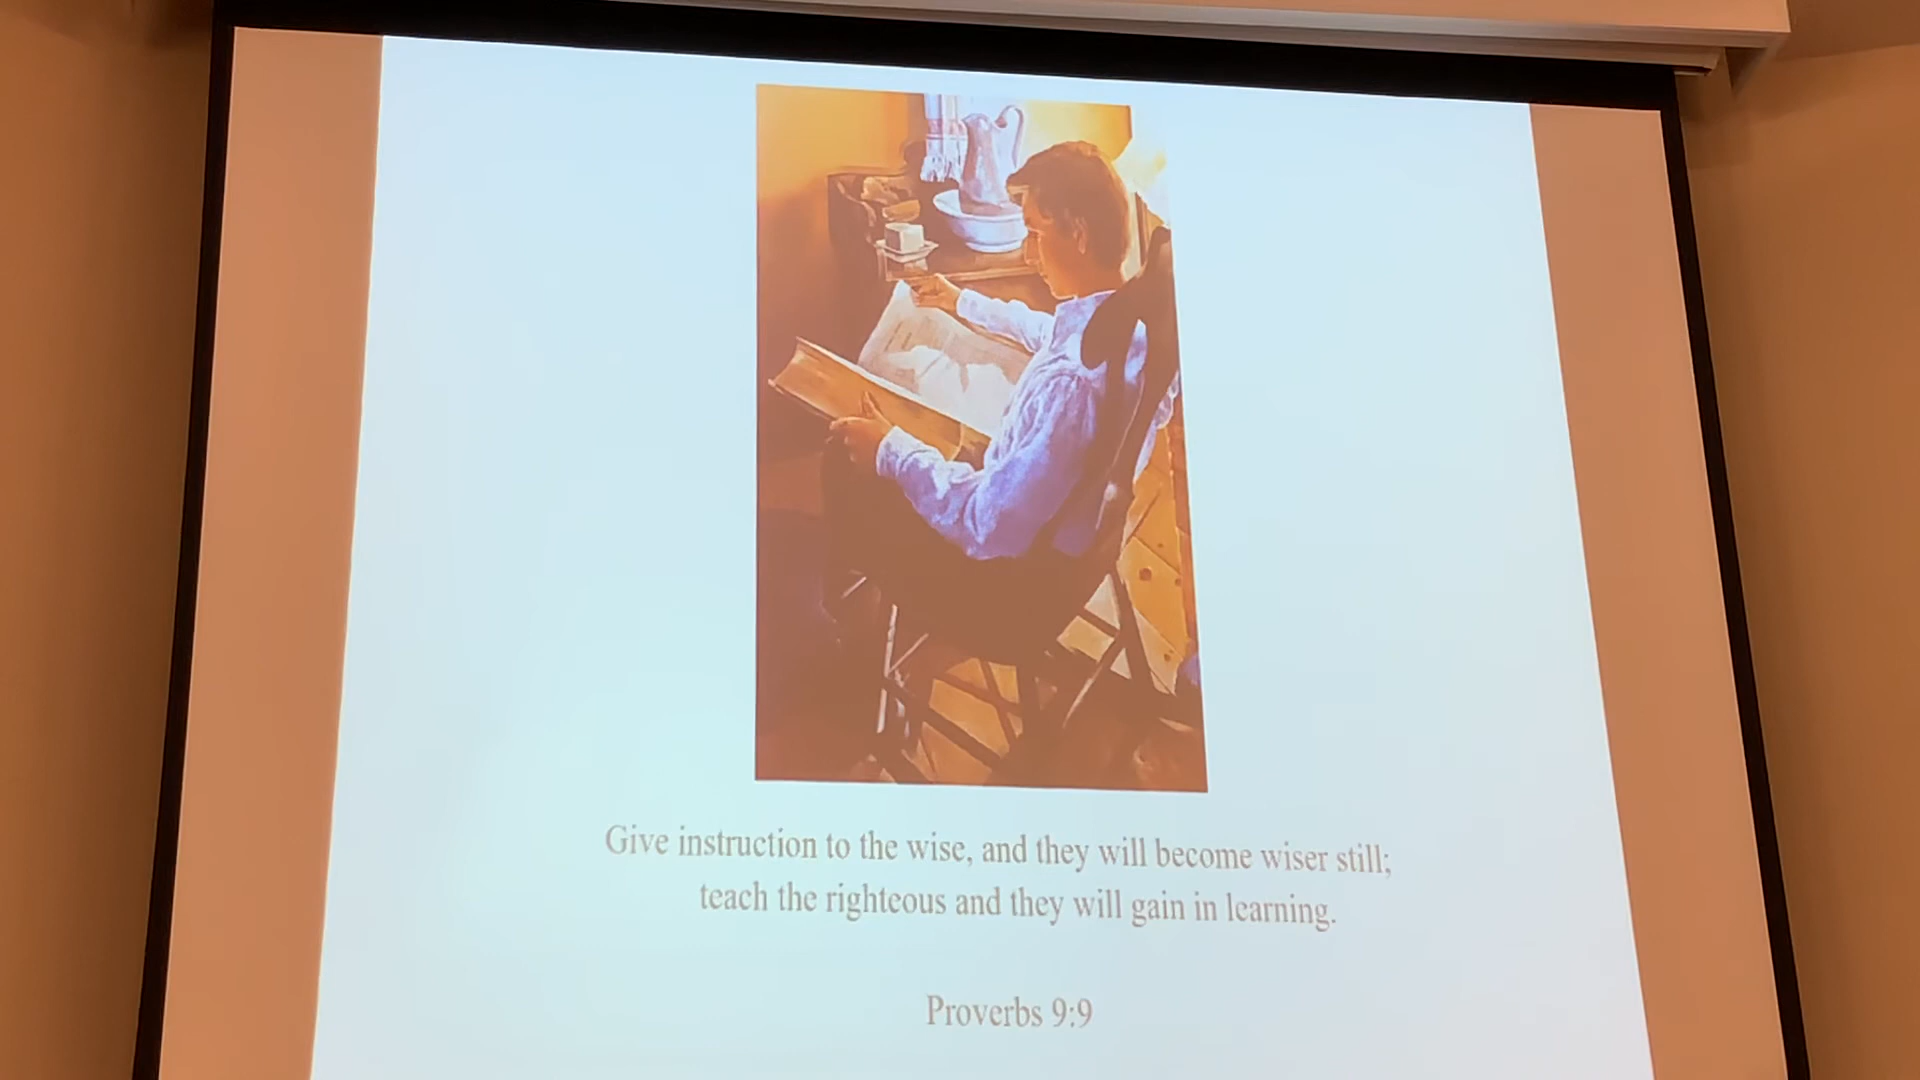 Give instruction to the wise, and they will become wiser still;
teach the righteous and they will gain in learning.
Proverbs 9:9